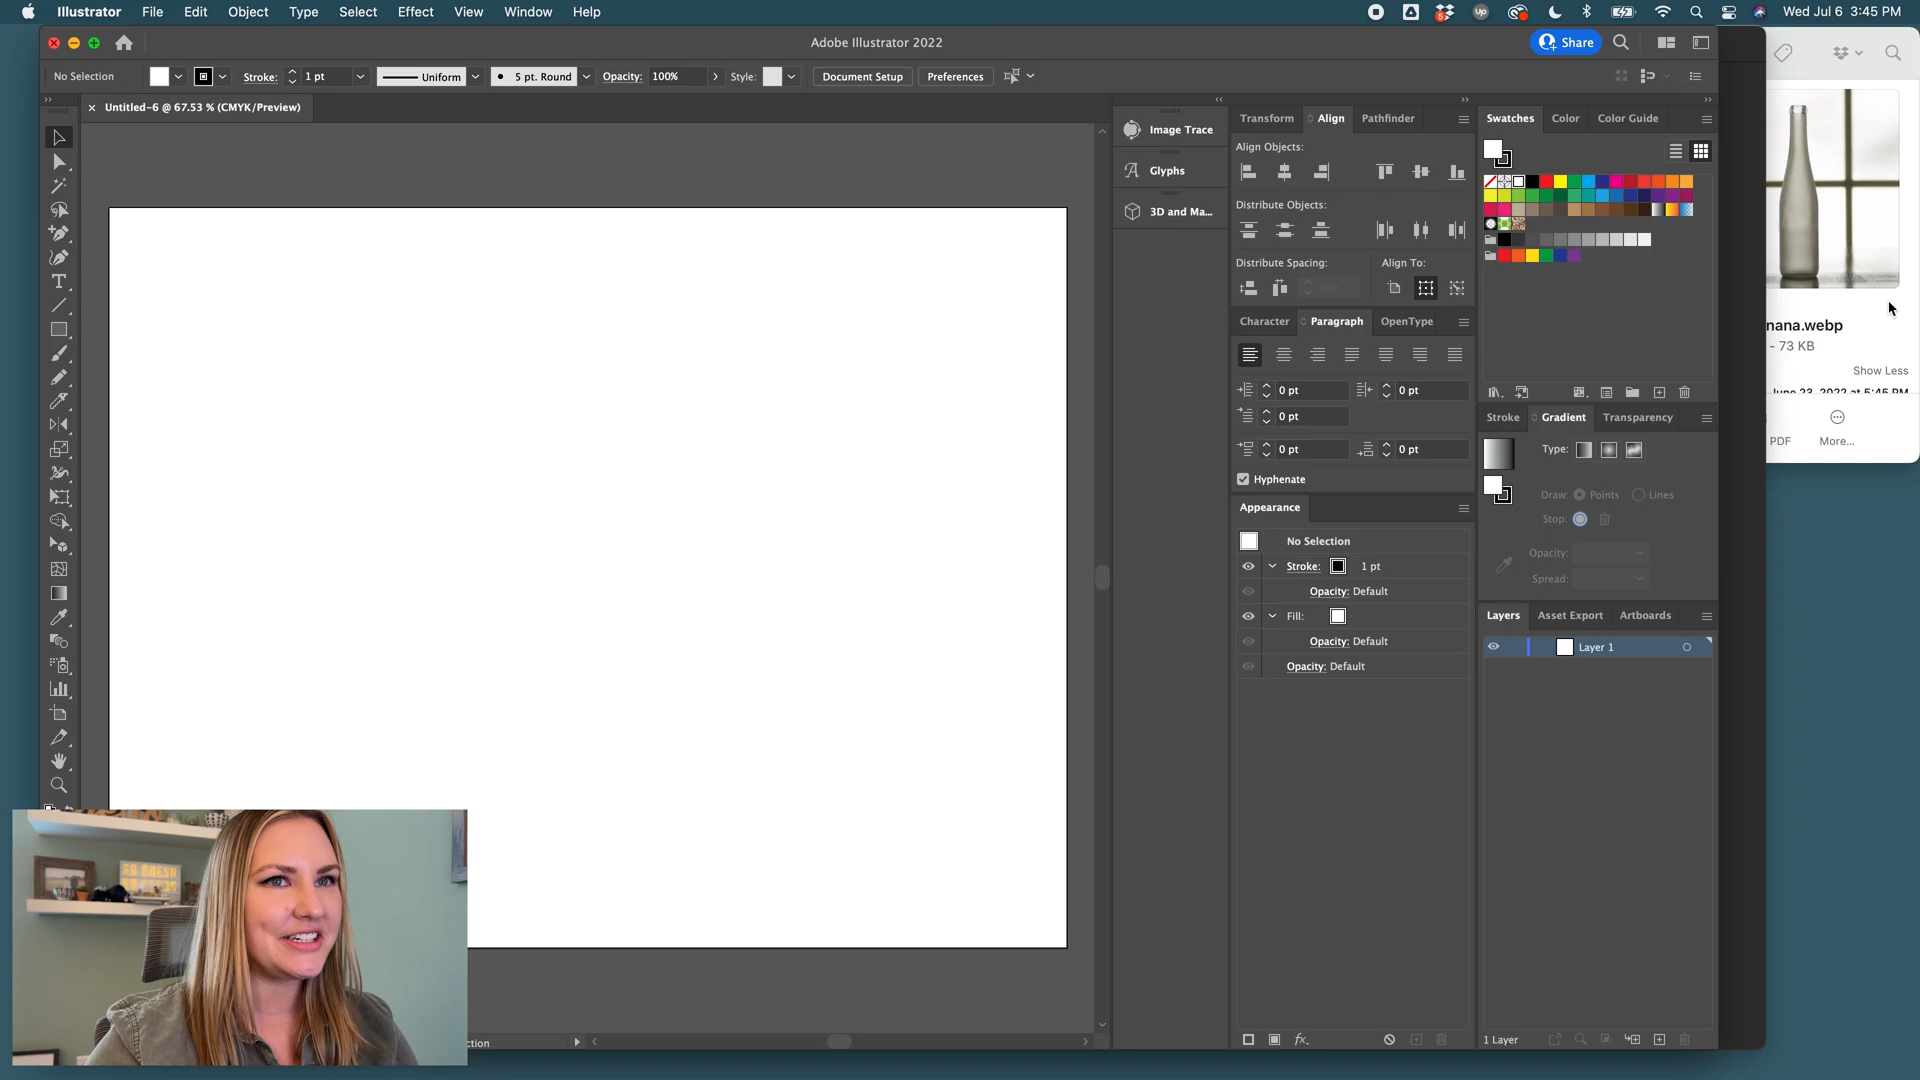 Illustrator File Edit Object Type Select Effect View Window Help
5 Up Wed Jul 6 3:45 PM
Adobe Illustrator 2022
Share
No Selection
Stroke: 1 pt
Uniform
5 pt. Round
Opacity: 100%
Style:
Document Setup
Preferences
Untitled-6 @ 67.53 % (CMYK/Preview)
Image Trace
Glyphs
3D and Ma...
Transform Align Pathfinder
Align Objects:
Distribute Objects:
Distribute Spacing: Align To:
0 in
Character Paragraph OpenType
0 pt 0 pt
0 pt
0 pt 0 pt
Hyphenate
Appearance
No Selection
Stroke: 1 pt
Opacity: Default
Fill:
Opacity: Default
Opacity: Default
fx.
Swatches Color Color Guide
Stroke Gradient Transparency
Type:
Draw: Points Lines
Stop:
Opacity:
Spread:
Layers Asset Export Artboards
Layer 1
1 Layer
nana.webp
- 73 KB
Show Less
June 23, 2022 at 5:45 PM
PDF More...
ction